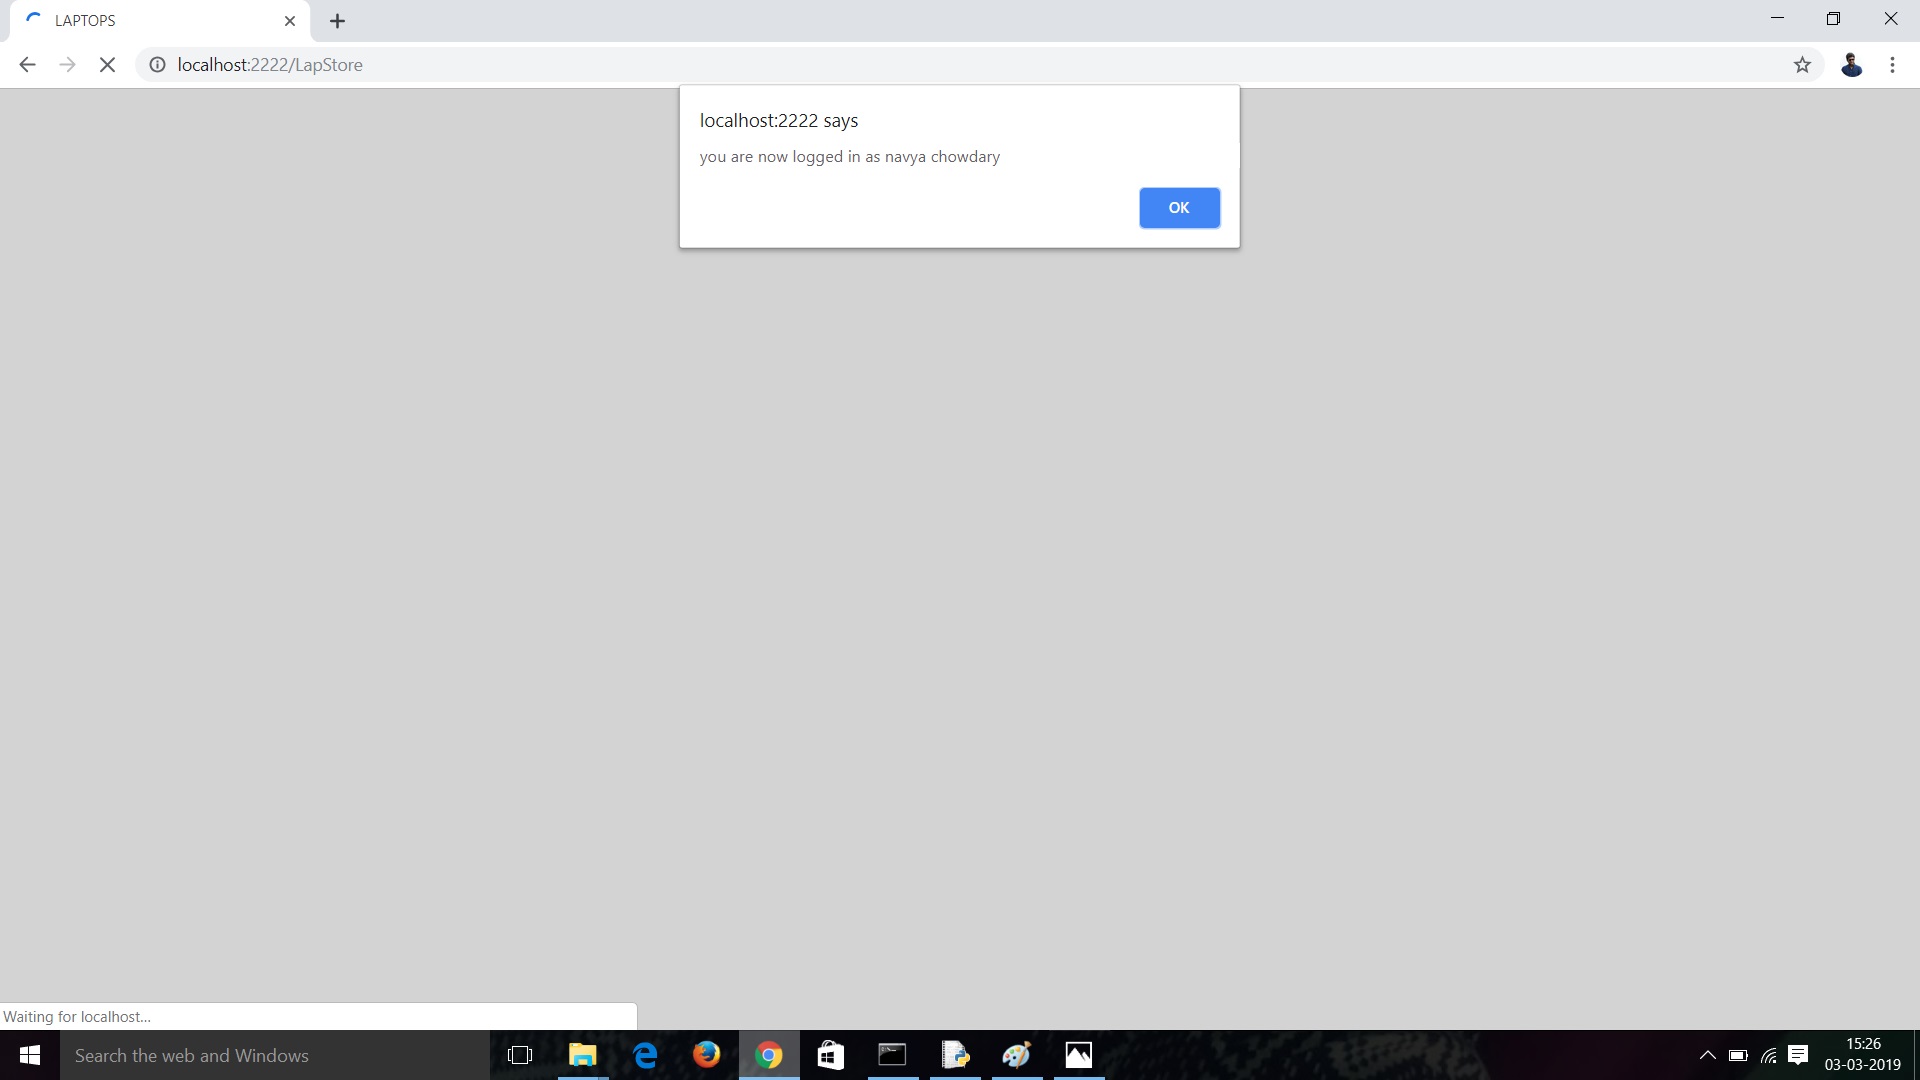 LAPTOPS
localhost:2222/LapStore
localhost:2222 says
you are now logged in as navya chowdary
OK
Waiting for localhost...
Search the web and Windows
15:26
03-03-2019